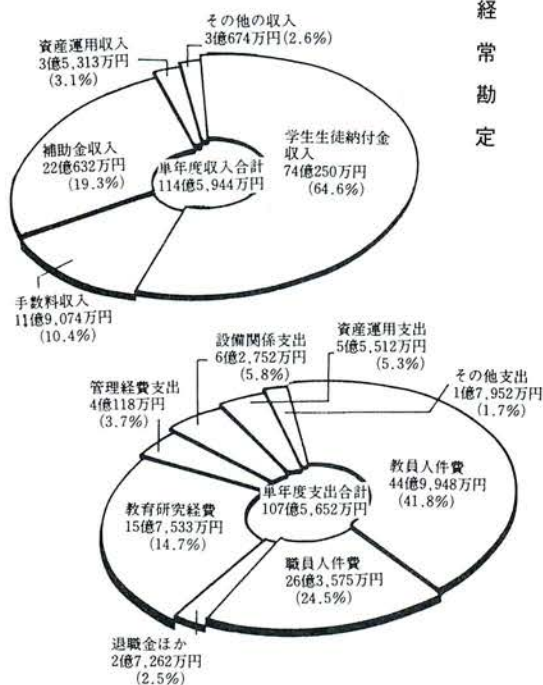 経常勘定
その他の収入
3億674万円(2.6%)
資産運用収入
3億5,313万円
(3.1%)
学生生徒納付金
収入
74億250万円
(64.6%)
補助金収入
22億632万円
(19.3%)
単年度収入合計
114億5,944万円
手数料収入
11億9,074万円
(10.4%)
設備関係支出
6億2,752万円
(5.8%)
資産運用支出
5億5,512万円
(5.3%)
その他支出
1億7,952万円
(1.7%)
管理経費支出
4億118万円
(3.7%)
教員人件費
44億9,948万円
(41.8%)
単年度支出合計
107億5,652万円
教育研究経費
15億7,533万円
(14.7%)
職員人件費
26億3,575万円
(24.5%)
退職金ほか
2億7,262万円
(2.5%)